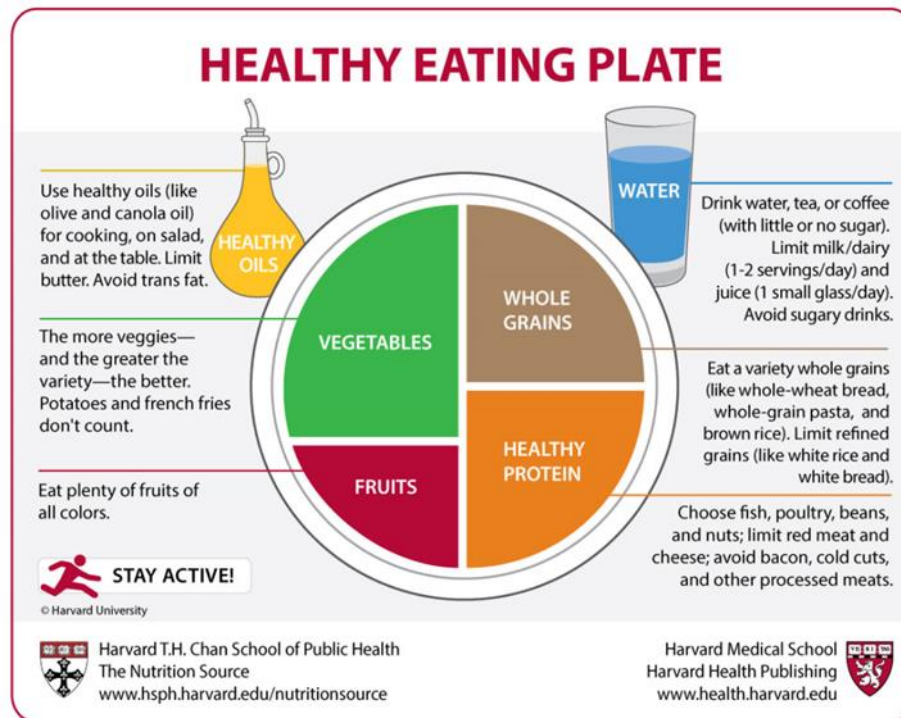 HEALTHY EATING PLATE
Use healthy oils (like
olive and canola oil)
for cooking, on salad,
and at the table. Limit
butter. Avoid trans fat.
HEALTHY
OILS
The more veggies—
and the greater the
variety—the better.
Potatoes and french fries
don't count.
Eat plenty of fruits of
all colors.
VEGETABLES
FRUITS
WHOLE
GRAINS
HEALTHY
PROTEIN
WATER
Drink water, tea, or coffee
(with little or no sugar).
Limit milk/dairy
(1-2 servings/day) and
juice (1 small glass/day).
Avoid sugary drinks.
Eat a variety whole grains
(like whole-wheat bread,
whole-grain pasta, and
brown rice). Limit refined
grains (like white rice and
white bread).
Choose fish, poultry, beans,
and nuts; limit red meat and
cheese; avoid bacon, cold cuts,
and other processed meats.
STAY ACTIVE!
© Harvard University
Harvard T.H. Chan School of Public Health
The Nutrition Source
www.hsph.harvard.edu/nutritionsource
Harvard Medical School
Harvard Health Publishing
www.health.harvard.edu